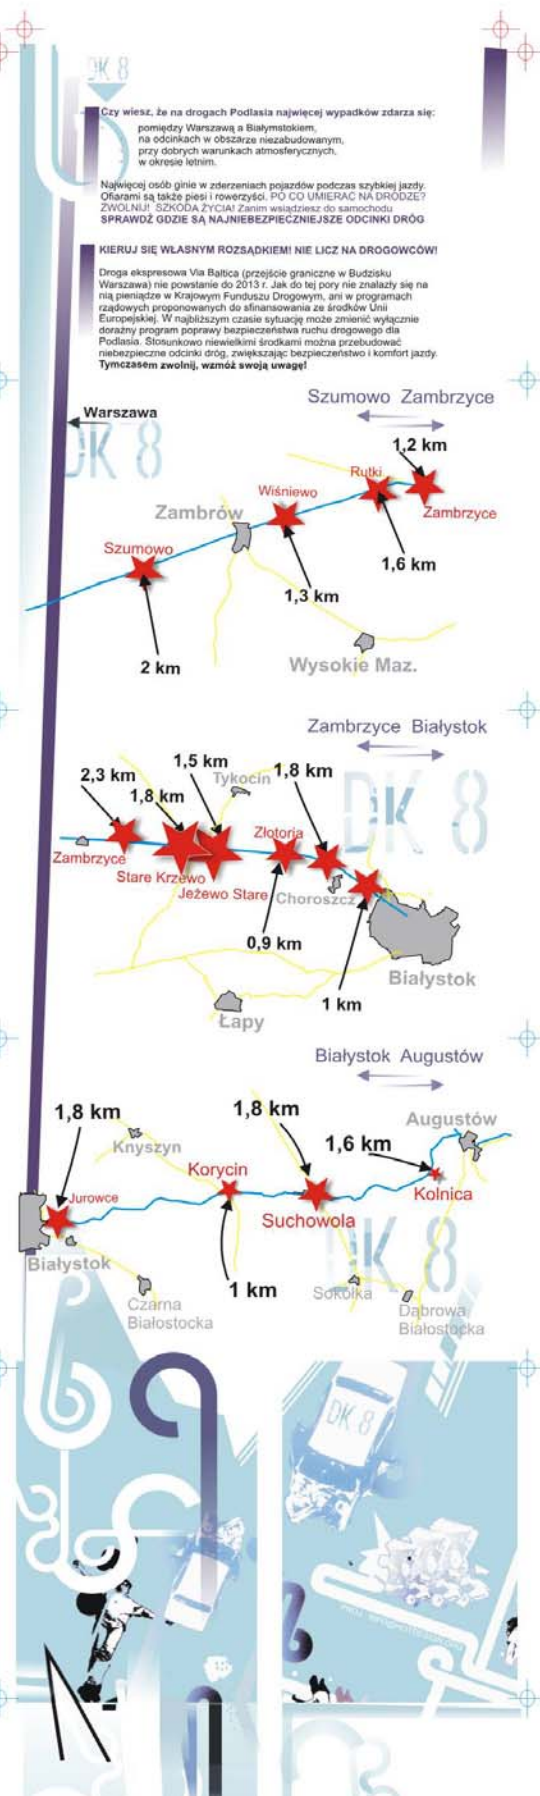 DK 8
Czy wiesz, że na drogach Podlasia najwięcej wypadków zdarza się:
pomiędzy Warszawą a Białymstokiem,
na odcinkach w obszarze niezabudowanym,
przy dobrych warunkach atmosferycznych,
w okresie letnim.
Najwięcej osób ginie w zderzeniach pojazdów podczas szybkiej jazdy.
Ofiarami są także piesi i rowerzyści. PO CO UMIERAĆ NA DRODZE?
ZWOLNIJ! SZKODA ŻYCIA! Zanim wsiądziesz do samochodu
SPRAWDŹ GDZIE SĄ NAJNIEBEZPIECZNIEJSZE ODCINKI DRÓG
KIERUJ SIĘ WŁASNYM ROZSĄDKIEM! NIE LICZ NA DROGOWCÓW!
Droga ekspresowa Via Baltica (przejście graniczne w Budzisku
Warszawa) nie powstanie do 2013 r. Jak do tej pory nie znalazły się na
nią pieniądze w Krajowym Funduszu Drogowym, ani w programach
rządowych proponowanych do sfinansowania ze środków Unii
Europejskiej. W najbliższym czasie sytuację może zmienić wyłącznie
doraźny program poprawy bezpieczeństwa ruchu drogowego dla
Podlasia. Stosunkowo niewielkimi środkami można przebudować
niebezpieczne odcinki dróg, zwiększając bezpieczeństwo i komfort jazdy.
Tymczasem zwolnij, wzmóż swoją uwagę!
Szumowo Zambrzyce
Warszawa
DK 8
1,2 km
Rutki
Wiśniewo
Zambrzyce
Zambrów
Szumowo
1,6 km
1,3 km
2 km
Wysokie Maz.
Zambrzyce Białystok
1,5 km
2,3 km
1,8 km
Tykocin
1,8 km
DK 8
Złotoria
Zambrzyce
Stare Krzewo
Jeżewo Stare
Choroszcz
0,9 km
Białystok
1 km
Łapy
Białystok Augustów
1,8 km
1,8 km
Augustów
Knyszyn
1,6 km
Korycin
Jurowce
Kolnica
Suchowola
DK 8
Białystok
1 km
Sokółka
Czarna
Białostocka
Dąbrowa
Białostocka
DK 8